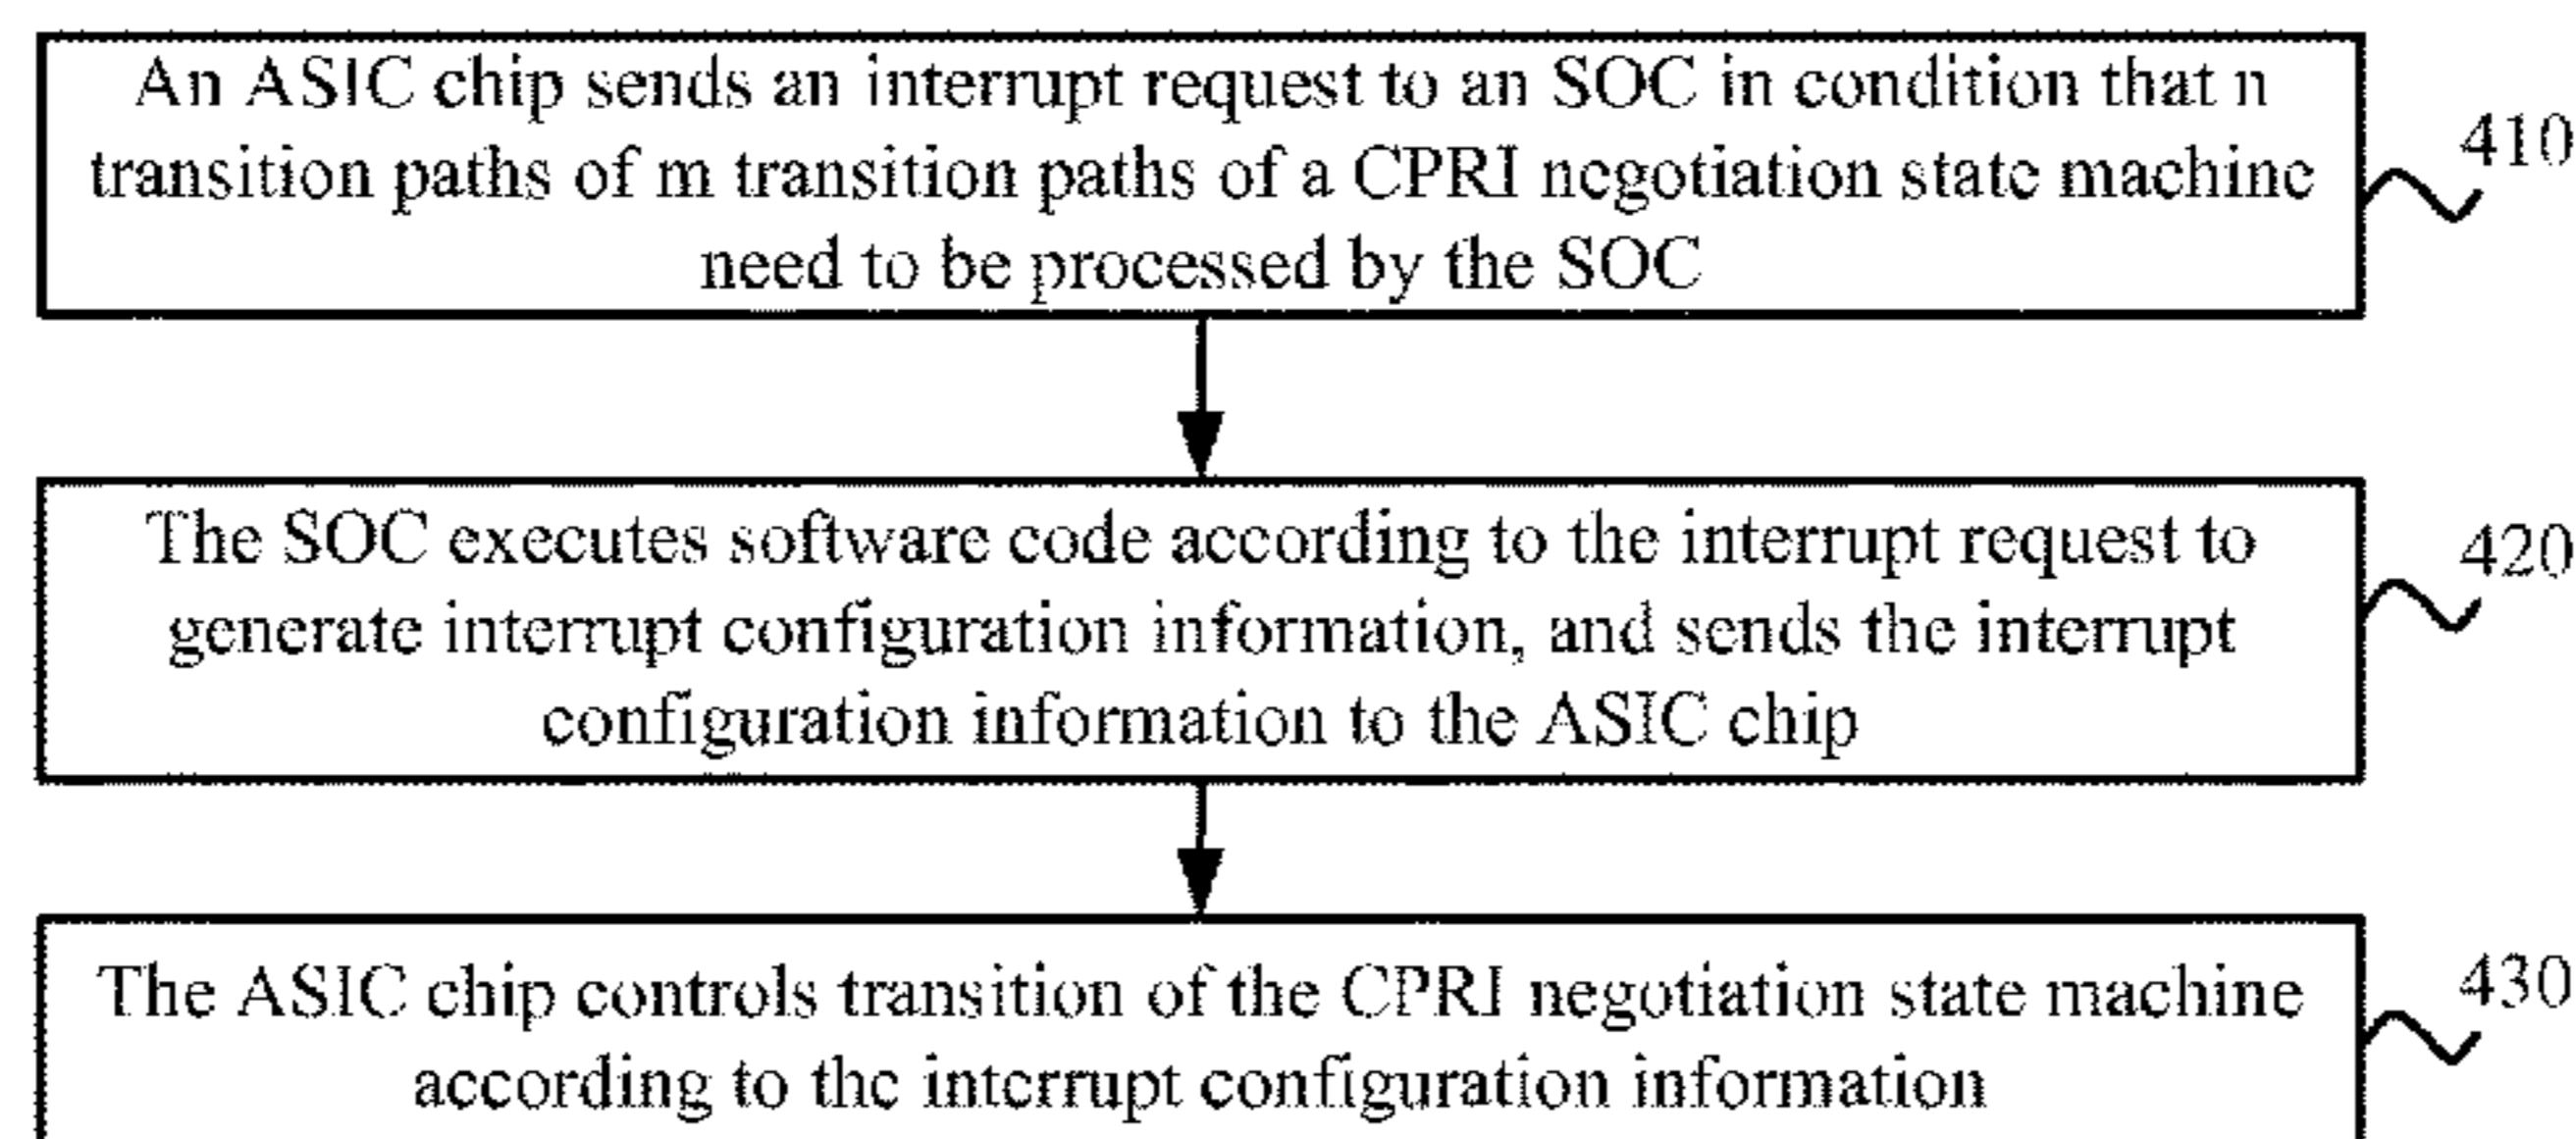 An ASIC chip sends an interrupt request to an SOC in condition that n
transition paths of m transition paths of a CPRI negotiation state machine
need to be processed by the SOC
410
The SOC executes software code according to the interrupt request to
generate interrupt configuration information, and sends the interrupt
configuration information to the ASIC chip
420
The ASIC chip controls transition of the CPRI negotiation state machine
according to the interrupt configuration information
430